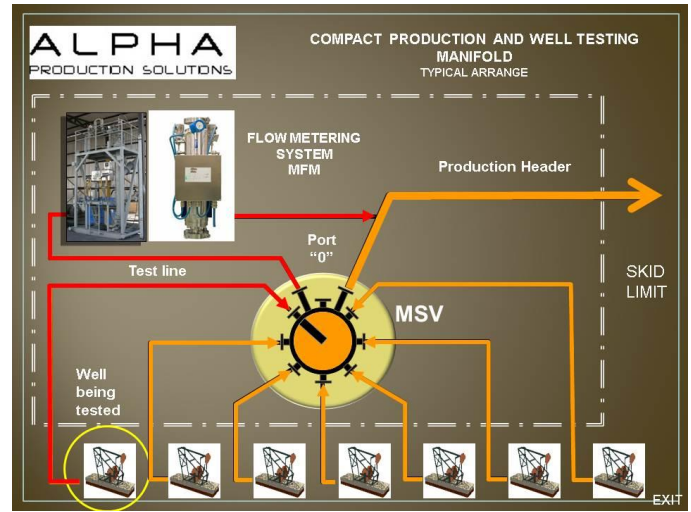 ALPHA
PRODUCTION SOLUTIONS
COMPACT PRODUCTION AND WELL TESTING
MANIFOLD
TYPICAL ARRANGE
FLOW METERING
SYSTEM
MFM
Production Header
Port
"0"
Test line
MSV
SKID
LIMIT
Well
being
tested
EXIT